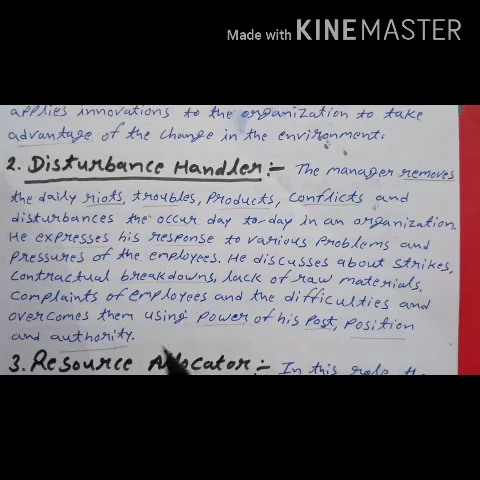 Made with KINEMASTER
applies innovations to the organization to take
advantage of the change in the environment.
2. Disturbance Handler:- The manager removes
the daily riots, troubles, products, conflicts and
disturbances the occur day to-day in an organization.
He expresses his response to various problems and
pressures of the employees. He discusses about strikes,
contractual breakdowns, lack of raw materials,
complaints of employees and the difficulties and
overcomes them using power of his post, position
and authority.
3. Resource Allocator:- In this role the